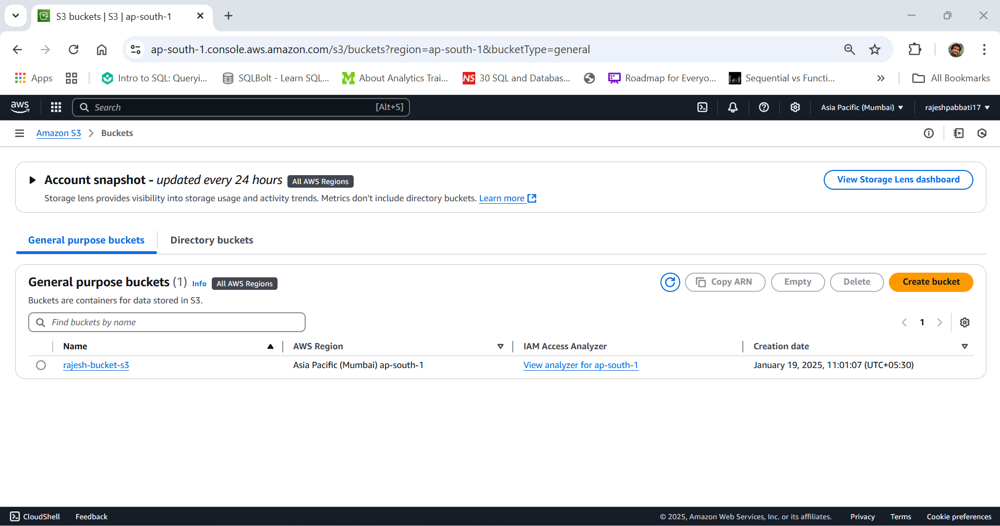 S3 buckets | S3 | ap-south-1
ap-south-1.console.aws.amazon.com/s3/buckets?region=ap-south-1&bucketType=general
Apps Intro to SQL: Queryi... SQLBolt - Learn SQL... About Analytics Trai... NS 30 SQL and Databas... Roadmap for Everyo... Sequential vs Functi... » All Bookmarks
aws Search [Alt+S] Asia Pacific (Mumbai) rajeshpabbati17
Amazon S3 > Buckets
Account snapshot - updated every 24 hours All AWS Regions View Storage Lens dashboard
Storage lens provides visibility into storage usage and activity trends. Metrics don't include directory buckets. Learn more
General purpose buckets Directory buckets
General purpose buckets (1) Info All AWS Regions Copy ARN Empty Delete Create bucket
Buckets are containers for data stored in S3.
Find buckets by name 1
Name AWS Region IAM Access Analyzer Creation date
rajesh-bucket-s3 Asia Pacific (Mumbai) ap-south-1 View analyzer for ap-south-1 January 19, 2025, 11:01:07 (UTC+05:30)
CloudShell Feedback © 2025, Amazon Web Services, Inc. or its affiliates. Privacy Terms Cookie preferences